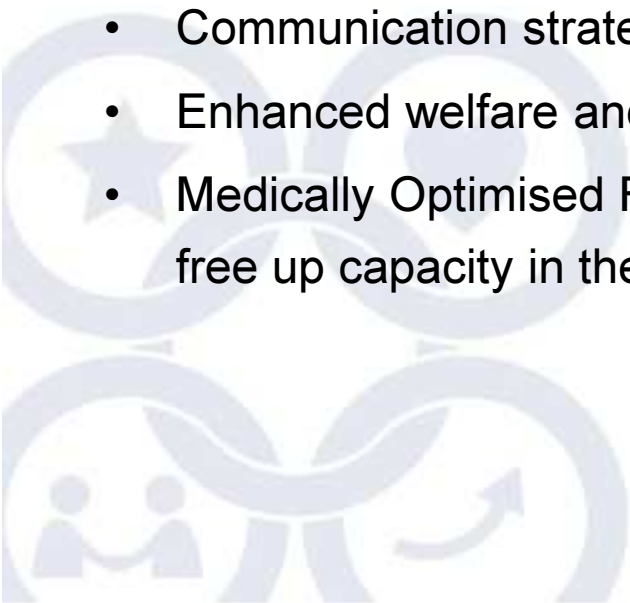 • Communication strate
• Enhanced welfare and
• Medically Optimised
free up capacity in the